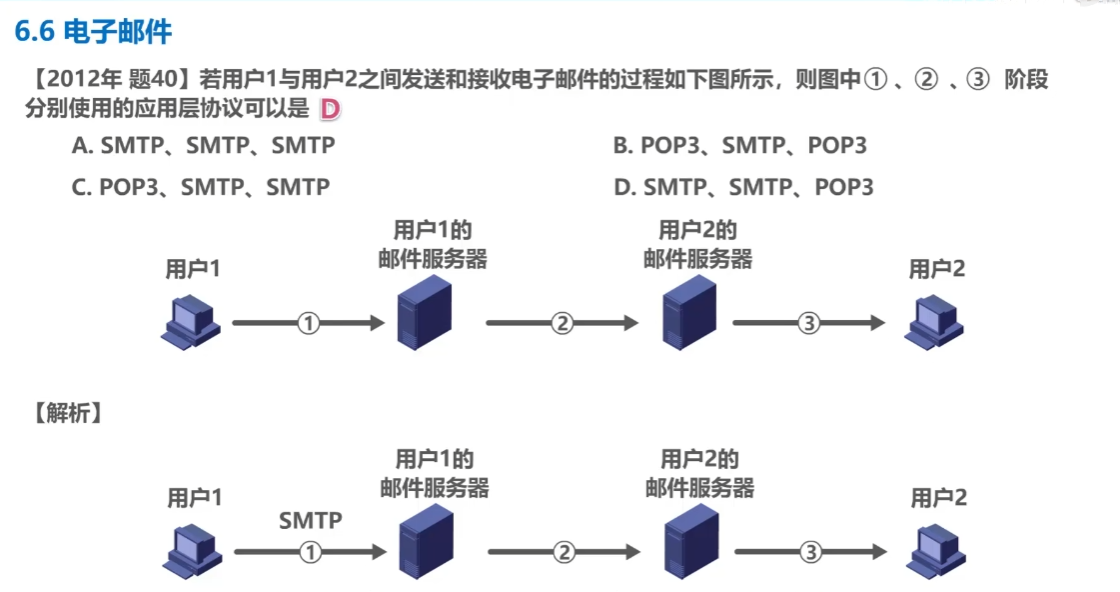 6.6 电子邮件
【2012年 题40】若用户1与用户2之间发送和接收电子邮件的过程如下图所示，则图中① 、② 、③ 阶段
分别使用的应用层协议可以是 D
A. SMTP、SMTP、SMTP
B. POP3、SMTP、POP3
C. POP3、SMTP、SMTP
D. SMTP、SMTP、POP3
用户1的
邮件服务器
用户2的
邮件服务器
用户1
用户2
①
②
③
【解析】
用户1的
邮件服务器
用户2的
邮件服务器
用户1
用户2
SMTP
①
②
③